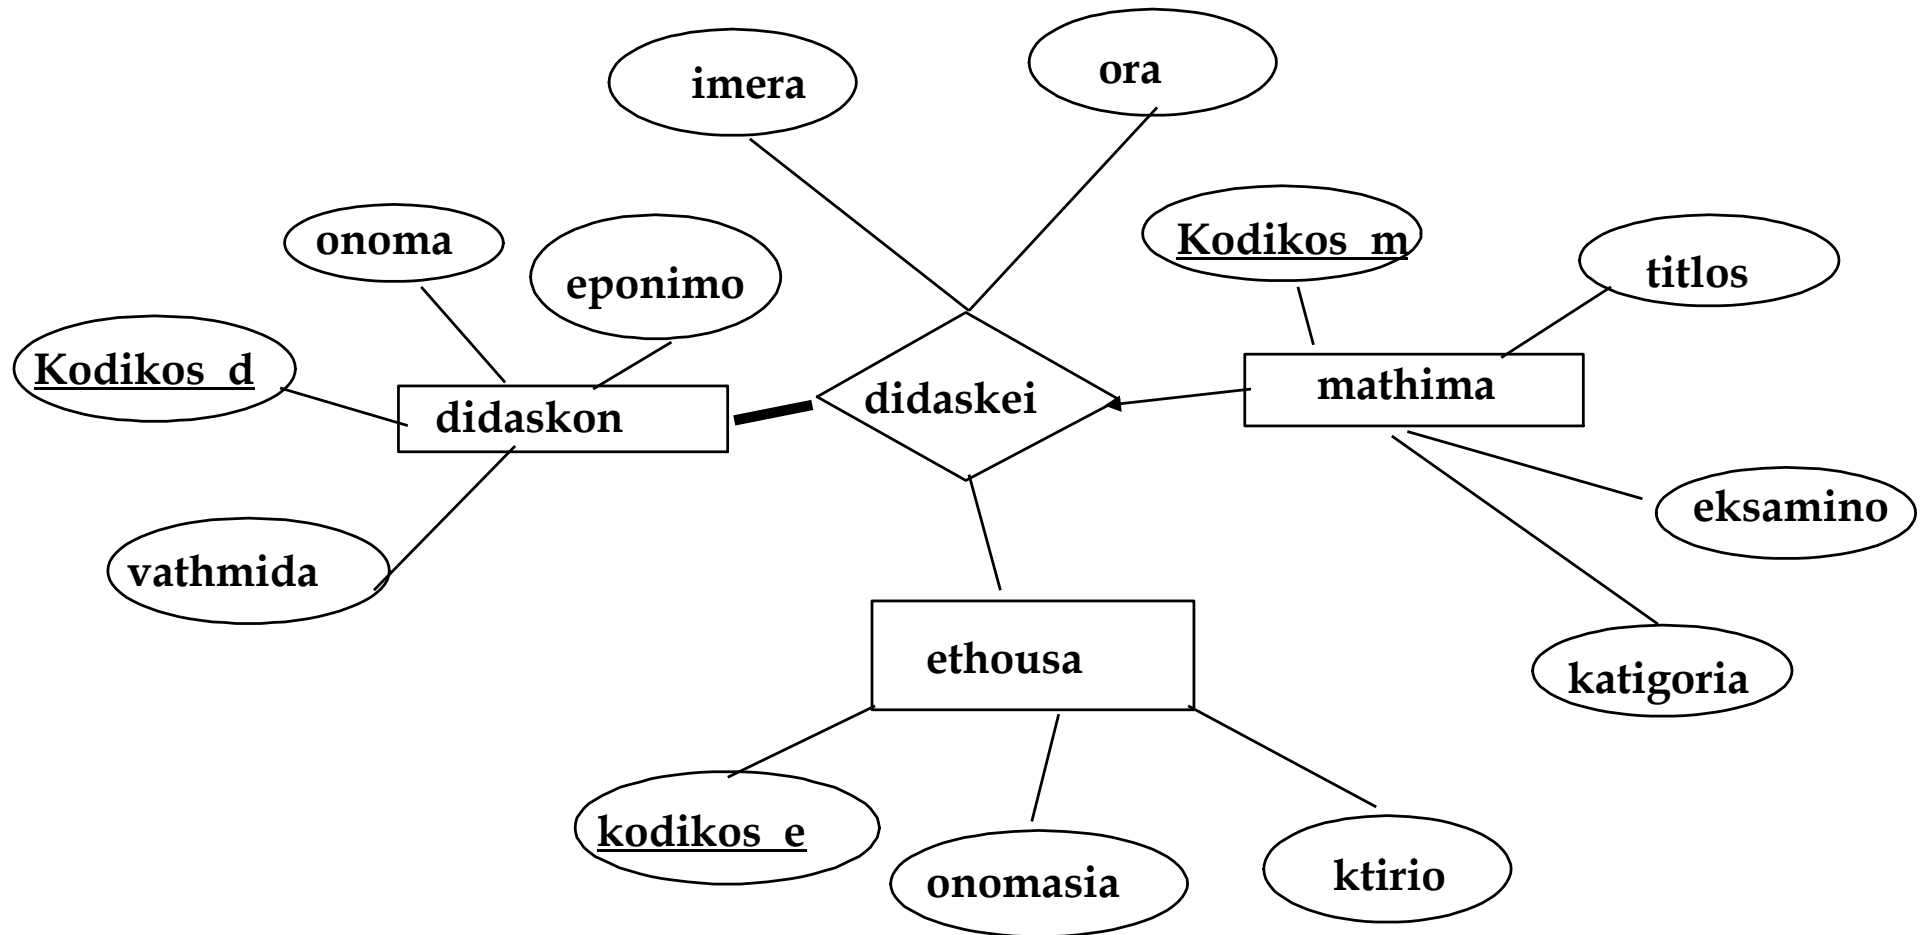 imera
ora
onoma
eponimo
Kodikos_m
titlos
Kodikos_d
didaskon
didaskei
mathima
vathmida
eksamino
ethousa
katigoria
kodikos_e
onomasia
ktirio